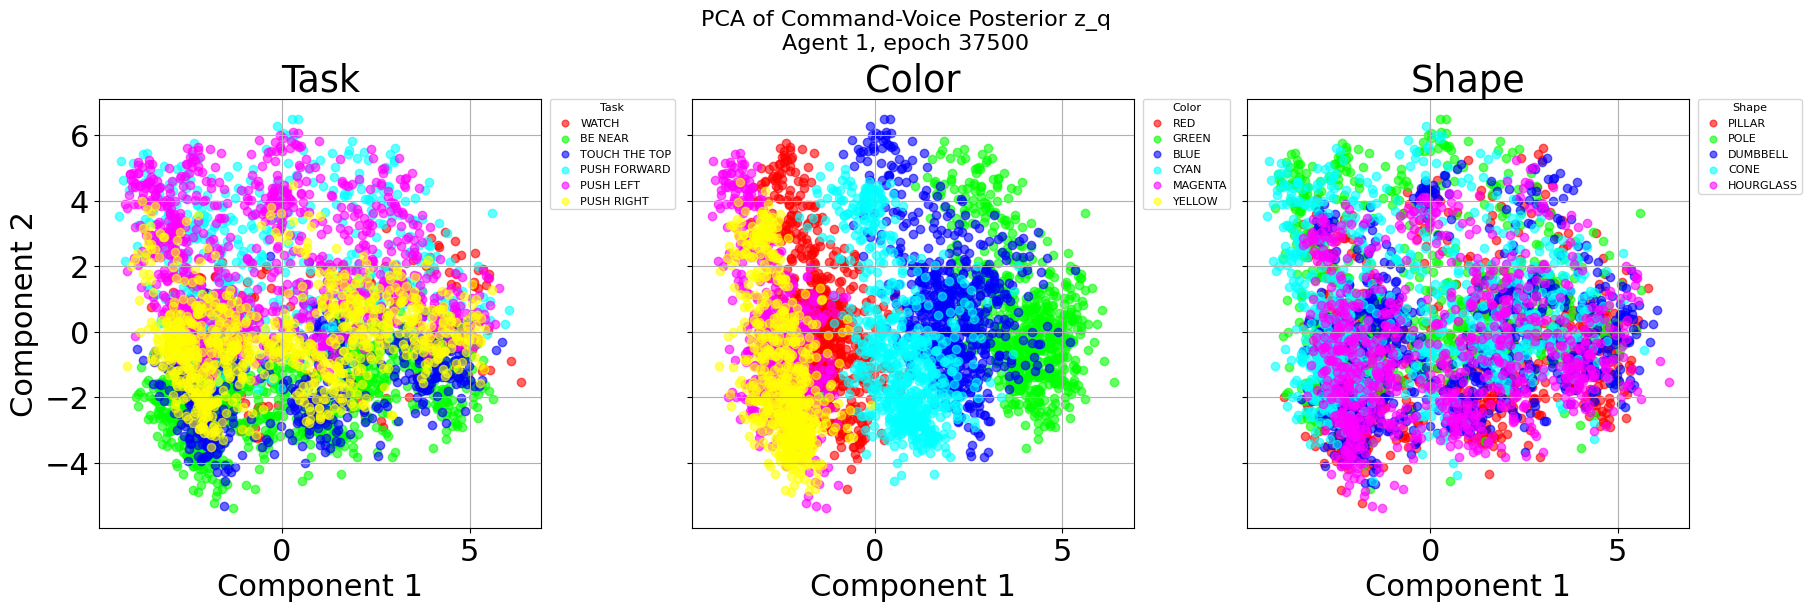 PCA of Command-Voice Posterior z_q
Agent 1, epoch 37500
Task
Color
Shape
Task
WATCH
BE NEAR
TOUCH THE TOP
PUSH FORWARD
PUSH LEFT
PUSH RIGHT
Color
RED
GREEN
BLUE
CYAN
MAGENTA
YELLOW
Shape
PILLAR
POLE
DUMBBELL
CONE
HOURGLASS
Component 2
6
4
2
0
−2
−4
0 5
0 5
0 5
Component 1
Component 1
Component 1